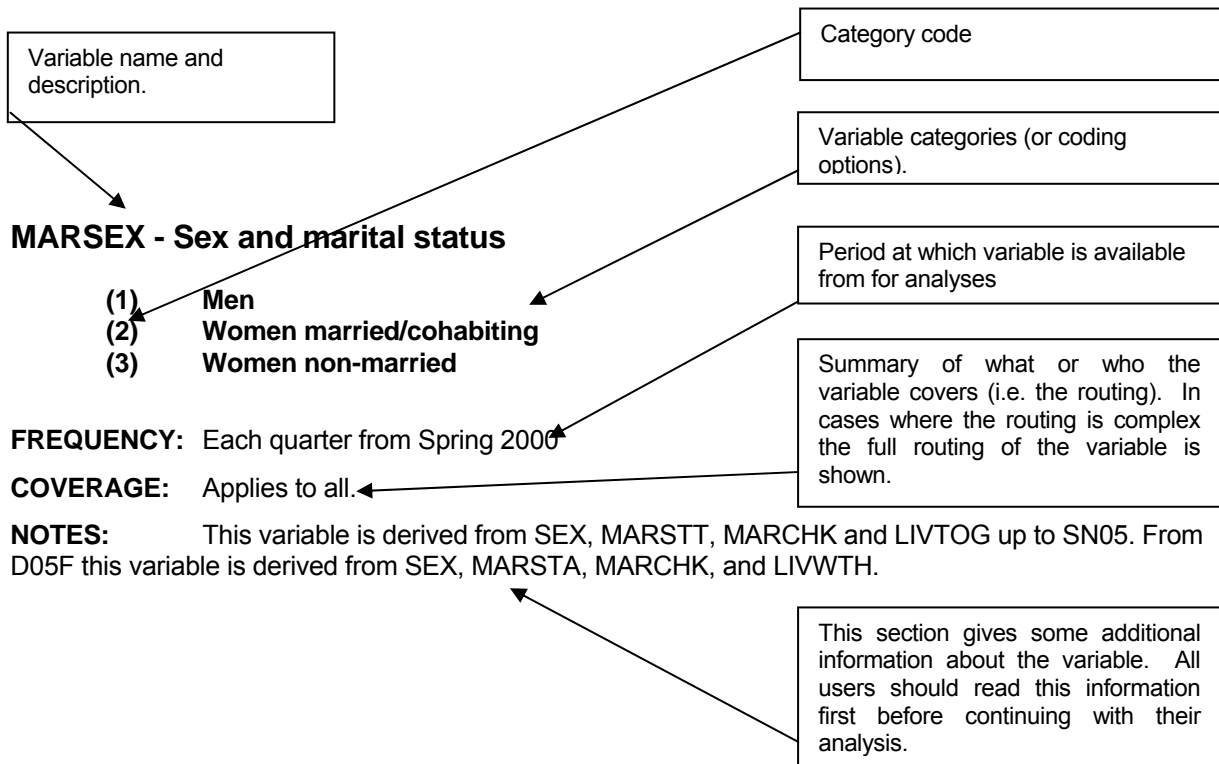 Category code
Variable name and
description.
Variable categories (or coding
options).
MARSEX - Sex and marital status
Period at which variable is available
from for analyses
(1) Men
(2) Women married/cohabiting
(3) Women non-married
Summary of what or who the
variable covers (i.e. the routing). In
cases where the routing is complex
the full routing of the variable is
shown.
FREQUENCY: Each quarter from Spring 2000
COVERAGE: Applies to all.
NOTES: This variable is derived from SEX, MARSTT, MARCHK and LIVTOG up to SN05. From
D05F this variable is derived from SEX, MARSTA, MARCHK, and LIVWTH.
This section gives some additional
information about the variable. All
users should read this information
first before continuing with their
analysis.